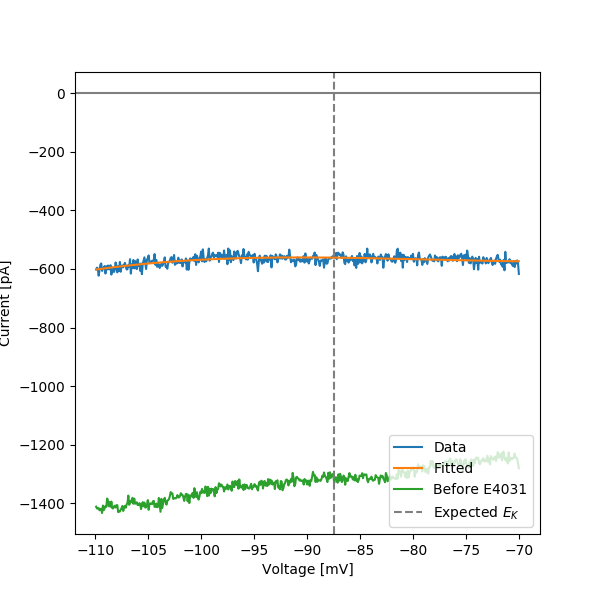 0
−200
−400
−600
−800
−1000
−1200
−1400
Current [pA]
Data
Fitted
Before E4031
Expected E_K
−110
−105
−100
−95
−90
−85
−80
−75
−70
Voltage [mV]